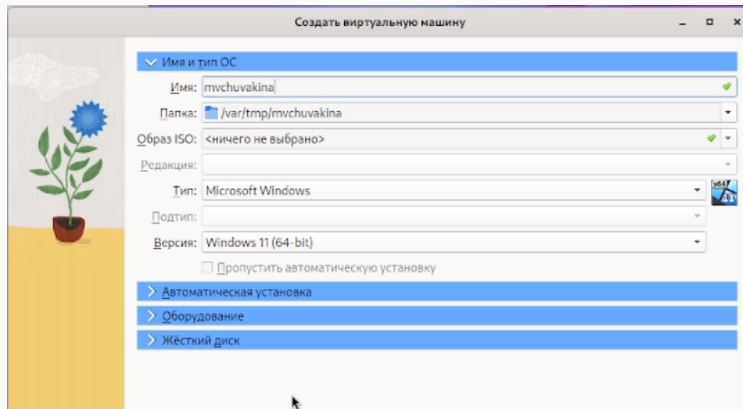 Создать виртуальную машину
Имя и тип ОС
Имя: mvchuvakina
Папка: /var/tmp/mvchuvakina
Образ ISO: <ничего не выбрано>
Редакция:
Тип: Microsoft Windows
Подтип:
Версия: Windows 11 (64-bit)
Пропустить автоматическую установку
Автоматическая установка
Оборудование
Жёсткий диск